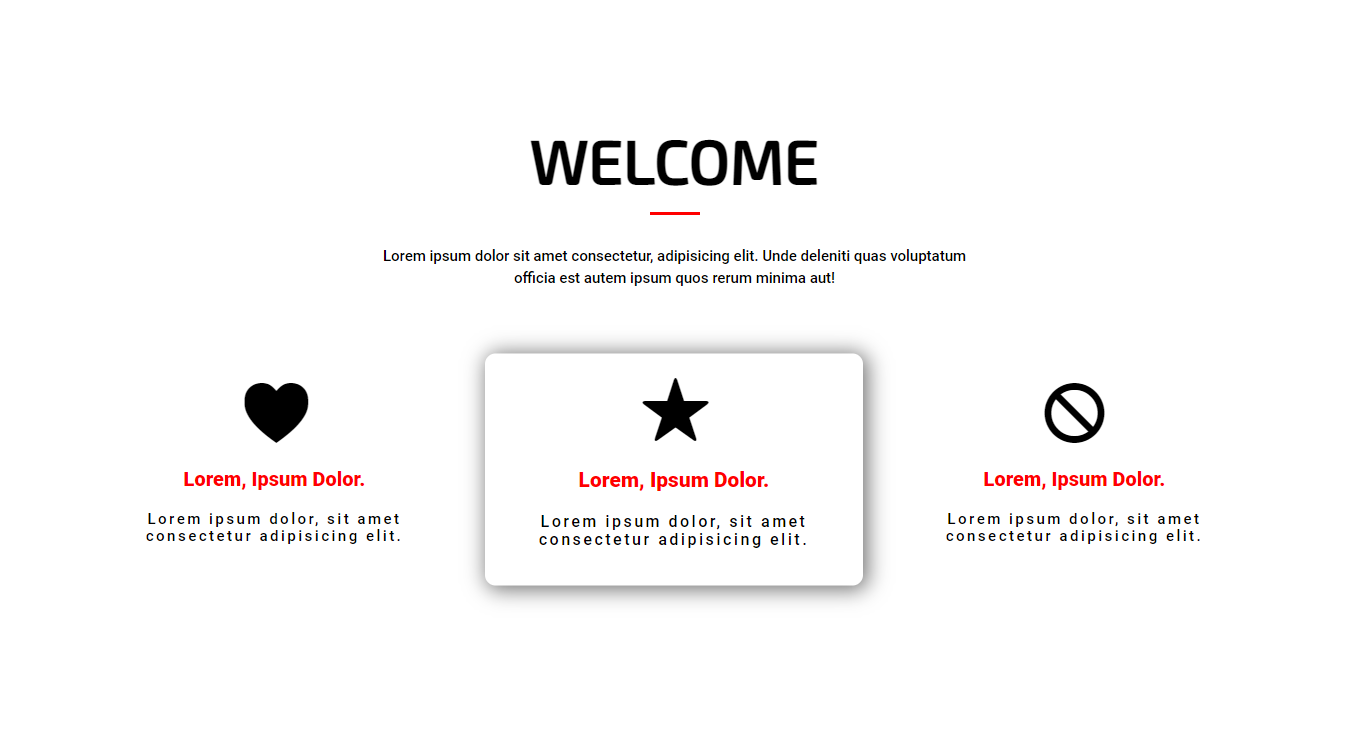 WELCOME
Lorem ipsum dolor sit amet consectetur, adipisicing elit. Unde deleniti quas voluptatum
officia est autem ipsum quos rerum minima aut!
Lorem, Ipsum Dolor.
Lorem ipsum dolor, sit amet
consectetur adipisicing elit.
Lorem, Ipsum Dolor.
Lorem ipsum dolor, sit amet
consectetur adipisicing elit.
Lorem, Ipsum Dolor.
Lorem ipsum dolor, sit amet
consectetur adipisicing elit.